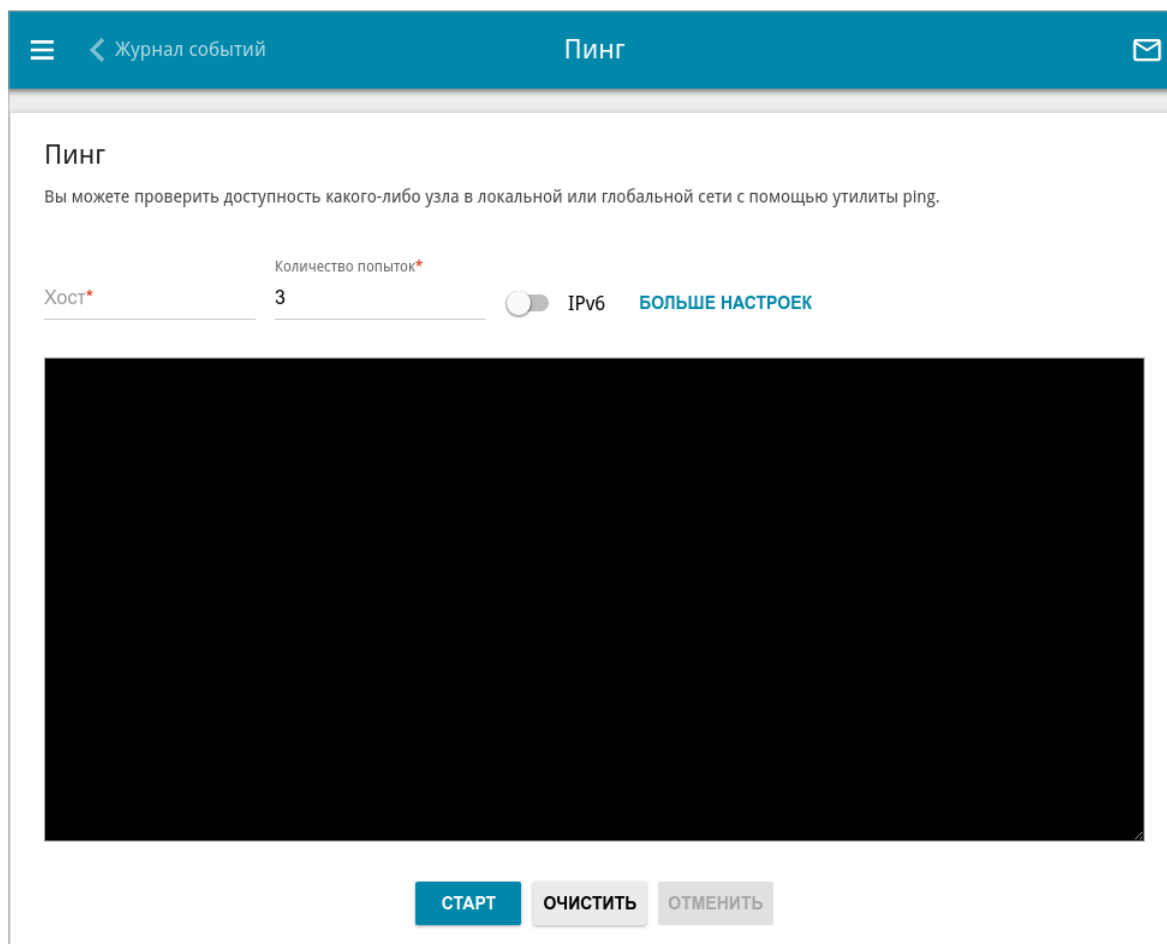 Журнал событий
Пинг
Пинг
Вы можете проверить доступность какого-либо узла в локальной или глобальной сети с помощью утилиты ping.
Количество попыток*
Хост*
3
IPv6
БОЛЬШЕ НАСТРОЕК
СТАРТ
ОЧИСТИТЬ
ОТМЕНИТЬ